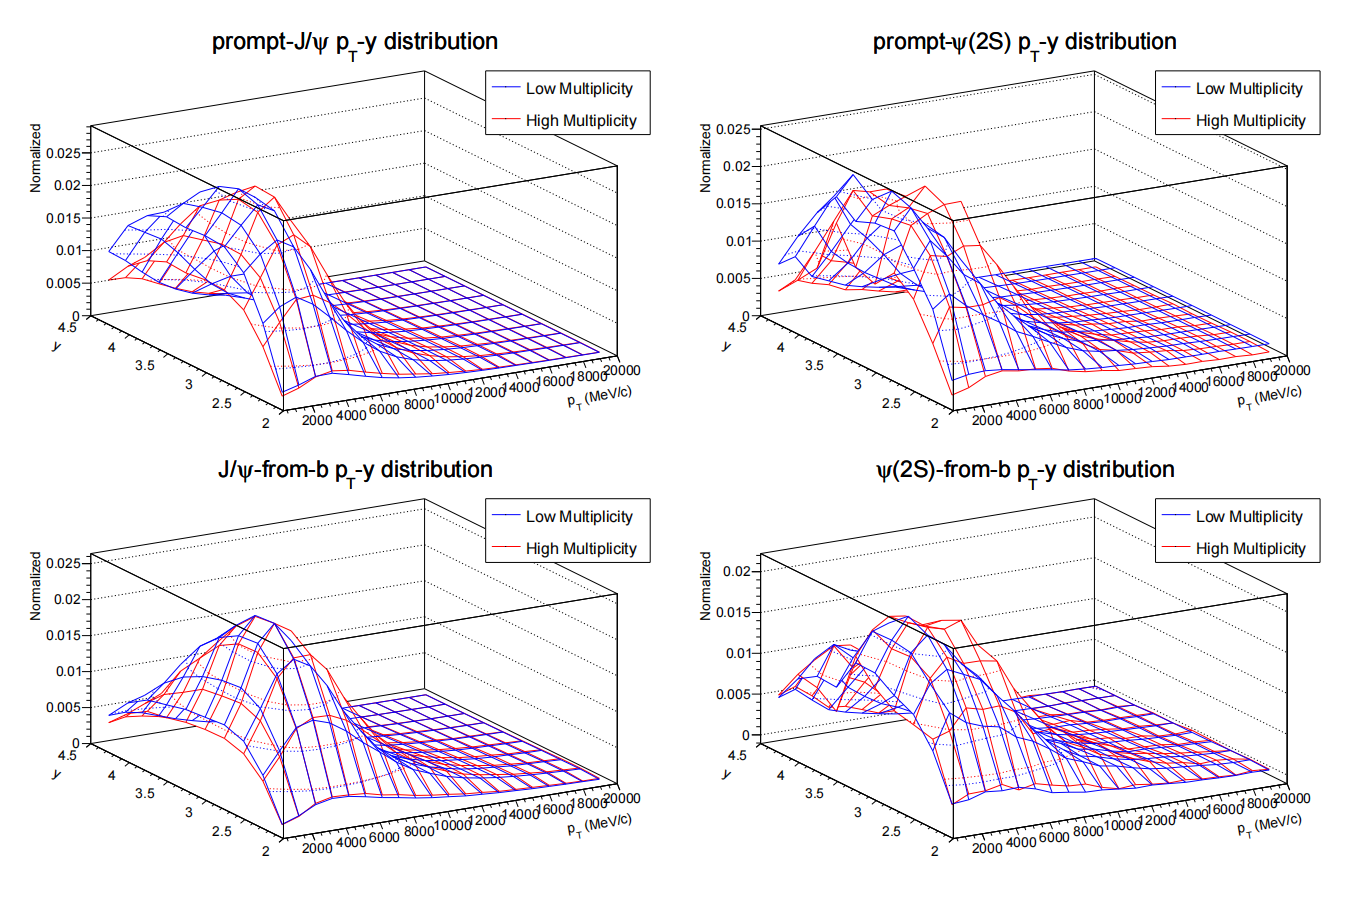 prompt-J/ψ p_T-y distribution
Low Multiplicity
High Multiplicity
Normalized
0.025
0.02
0.015
0.01
0.005
0
4.5
4
3.5
3
2.5
2
y
2000 4000 6000 8000 10000 12000 14000 16000 18000 20000
p_T (MeV/c)
prompt-ψ(2S) p_T-y distribution
Low Multiplicity
High Multiplicity
Normalized
0.025
0.02
0.015
0.01
0.005
0
4.5
4
3.5
3
2.5
2
y
2000 4000 6000 8000 10000 12000 14000 16000 18000 20000
p_T (MeV/c)
J/ψ-from-b p_T-y distribution
Low Multiplicity
High Multiplicity
Normalized
0.025
0.02
0.015
0.01
0.005
0
4.5
4
3.5
3
2.5
2
y
2000 4000 6000 8000 10000 12000 14000 16000 18000 20000
p_T (MeV/c)
ψ(2S)-from-b p_T-y distribution
Low Multiplicity
High Multiplicity
Normalized
0.02
0.015
0.01
0.005
0
4.5
4
3.5
3
2.5
2
y
2000 4000 6000 8000 10000 12000 14000 16000 18000 20000
p_T (MeV/c)